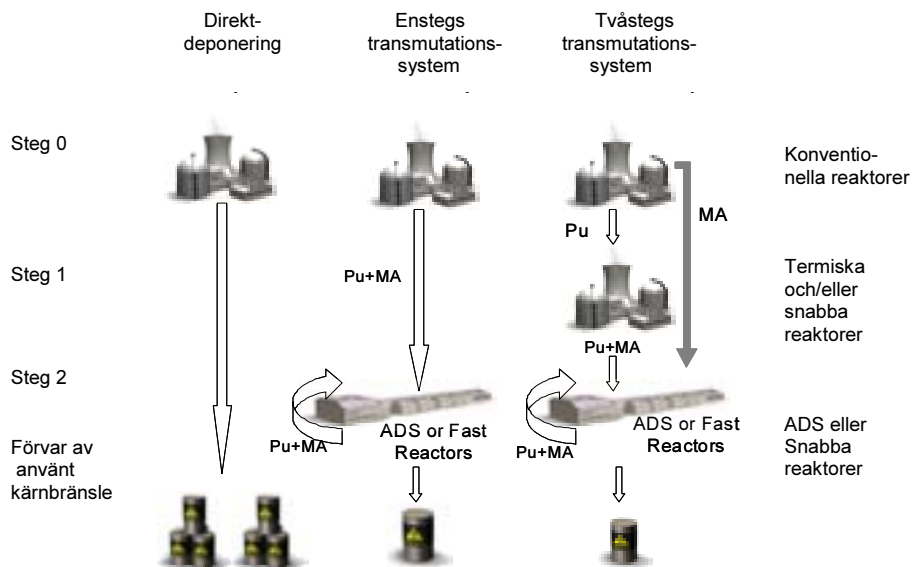 Direkt-
deponering
Enstegs
transmutations-
system
Tvåstegs
transmutations-
system
Steg 0
Konventio-
nella reaktorer
MA
Pu
Steg 1
Pu+MA
Termiska
och/eller
snabba
reaktorer
Pu+MA
Steg 2
ADS or Fast
Reactors
Pu+MA
ADS or Fast
Reactors
Pu+MA
ADS eller
Snabba
reaktorer
Förvar av
använt
kärnbränsle